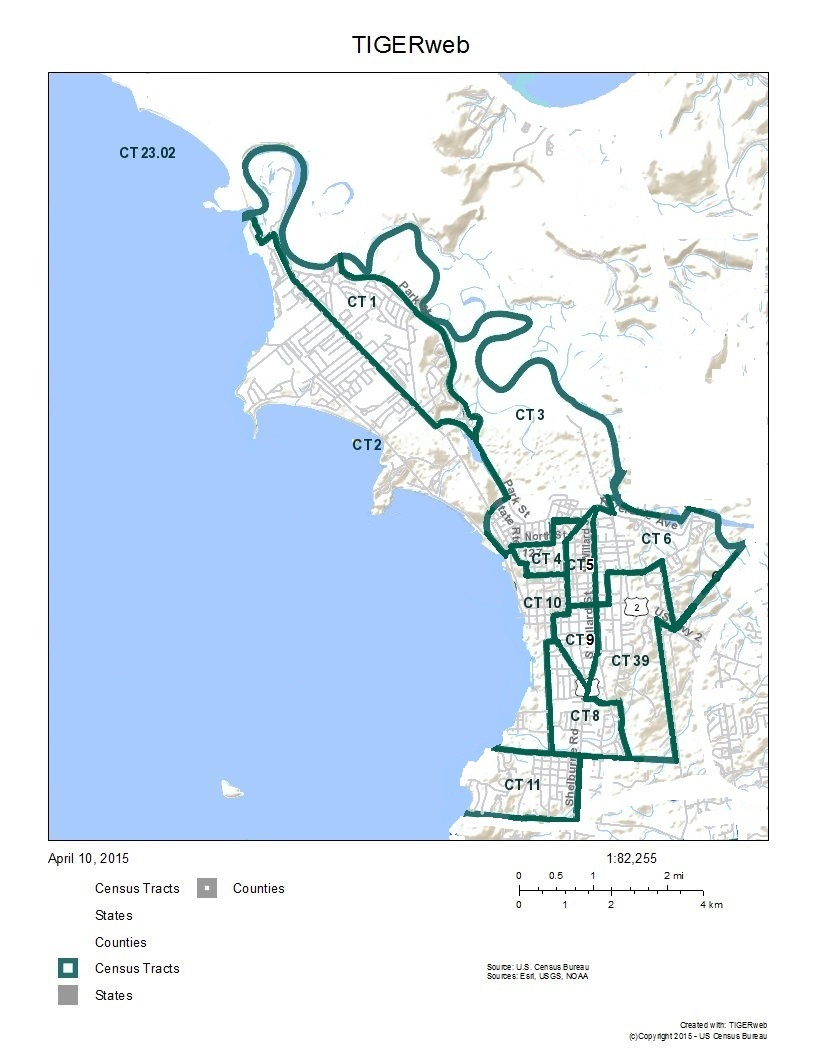 TIGERweb
CT 23.02
CT 1
Park
CT 3
CT 2
Park St
Ave
CT 6
North St
Willard
127
CT 4
CT 5
CT 10
2
S Willard St
US Hwy 2
CT 9
CT 39
CT 8
Shelburne Rd
CT 11
April 10, 2015
1:82,255
Census Tracts
Counties
States
Counties
Census Tracts
States
0 0.5 1 2 mi
0 1 2 4 km
Source: U.S. Census Bureau
Sources: Esri, USGS, NOAA
Created with: TIGERweb
(c)Copyright 2015 - US Census Bureau